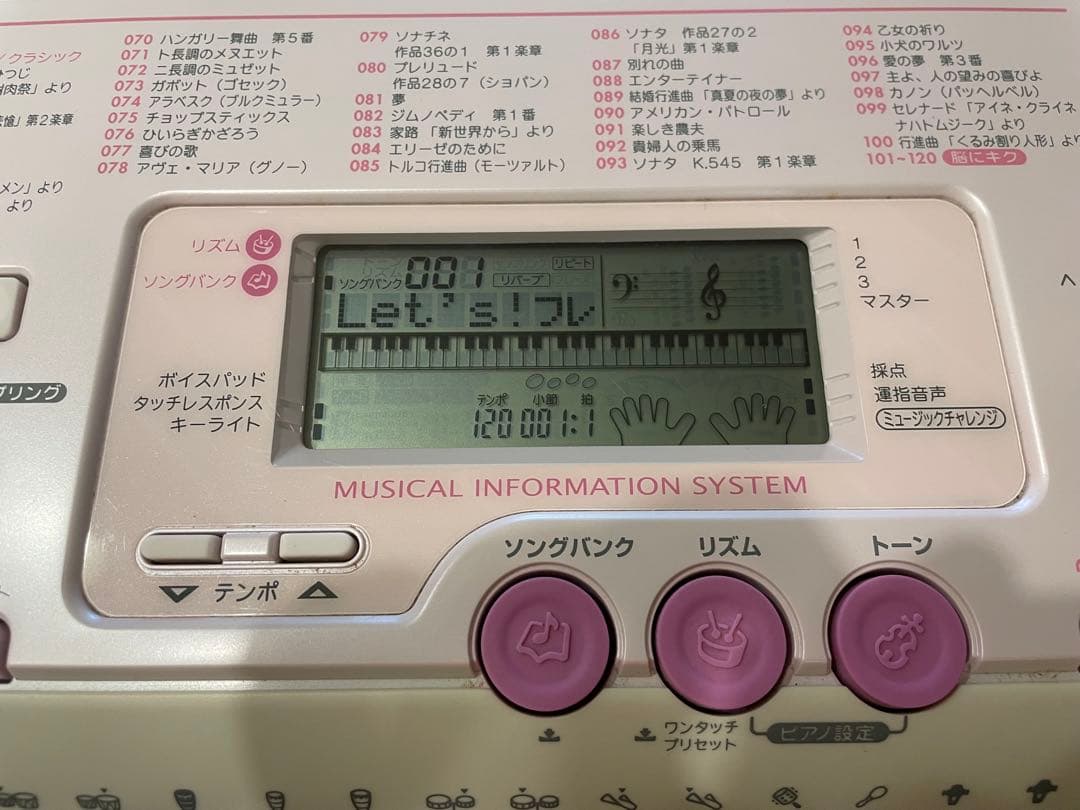 クラシック
より
第2楽章
メン」より
より
070 ハンガリー舞曲 第5番
071 ト長調のメヌエット
072 ニ長調のミュゼット
073 ガボット（ゴセック）
074 アラベスク（ブルクミュラー）
075 チョップスティックス
076 ひいらぎかざろう
077 喜びの歌
078 アヴェ・マリア（グノー）
079 ソナチネ
作品36の1 第1楽章
080 プレリュード
作品28の7（ショパン）
081 夢
082 ジムノペディ 第1番
083 家路 「新世界から」より
084 エリーゼのために
085 トルコ行進曲（モーツァルト）
086 ソナタ 作品27の2
「月光」第1楽章
087 別れの曲
088 エンターテイナー
089 結婚行進曲「真夏の夜の夢」より
090 アメリカン・パトロール
091 楽しき農夫
092 貴婦人の乗馬
093 ソナタ K.545 第1楽章
094 乙女の祈り
095 小犬のワルツ
096 愛の夢 第3番
097 主よ、人の望みの喜びよ
098 カノン（パッヘルベル）
099 セレナード「アイネ・クライネ
ナハトムジーク」より
100 行進曲「くるみ割り人形」より
101~120 脳にキク
リズム
ソングバンク
トーン
リズム
ソングバンク 001
リピート
リバーブ
Let's!フレ
テンポ 小節 拍
120 001:1
1
2
3
マスター
ボイスパッド
タッチレスポンス
キーライト
採点
運指音声
ミュージックチャレンジ
MUSICAL INFORMATION SYSTEM
テンポ
ソングバンク
リズム
トーン
ワンタッチ
プリセット
ピアノ設定